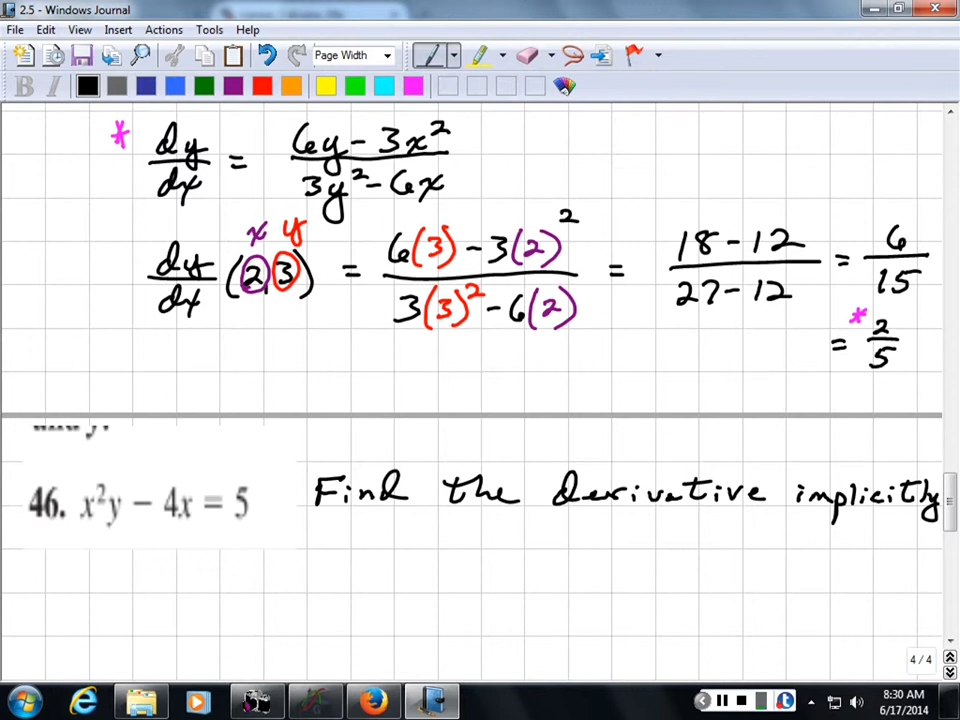 2.5 - Windows Journal
File Edit View Insert Actions Tools Help
Page Width
B I
* dy/dx = (6y - 3x²)/(3y² - 6x)
x y
dy/dx (2,3) = (6(3) - 3(2)²)/(3(3)² - 6(2)) = (18 - 12)/(27 - 12) = 6/15
= * 2/5
and y.
46. x²y - 4x = 5 Find the derivative implicitly
4 / 4
8:30 AM
6/17/2014